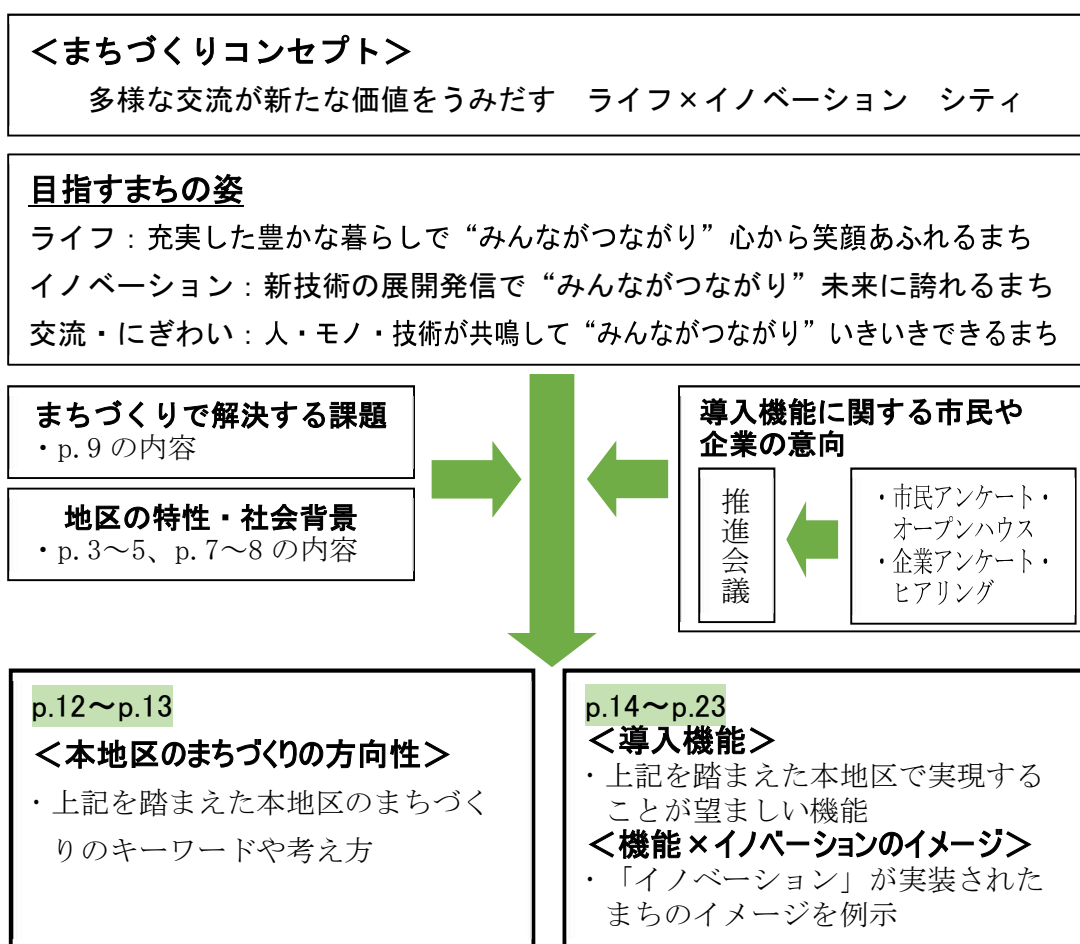 ＜まちづくりコンセプト＞
多様な交流が新たな価値をうみだす　ライフ×イノベーション　シティ
目指すまちの姿
ライフ：充実した豊かな暮らしで“みんながつながり”心から笑顔あふれるまち
イノベーション：新技術の展開発信で“みんながつながり”未来に誇れるまち
交流・にぎわい：人・モノ・技術が共鳴して“みんながつながり”いきいきできるまち
まちづくりで解決する課題
・p.9 の内容
地区の特性・社会背景
・p.3～5、p.7～8 の内容
導入機能に関する市民や
企業の意向
推進会議
・市民アンケート・
オープンハウス
・企業アンケート・
ヒアリング
p.12～p.13
＜本地区のまちづくりの方向性＞
・上記を踏まえた本地区のまちづく
りのキーワードや考え方
p.14～p.23
＜導入機能＞
・上記を踏まえた本地区で実現する
ことが望ましい機能
＜機能×イノベーションのイメージ＞
・「イノベーション」が実装された
まちのイメージを例示